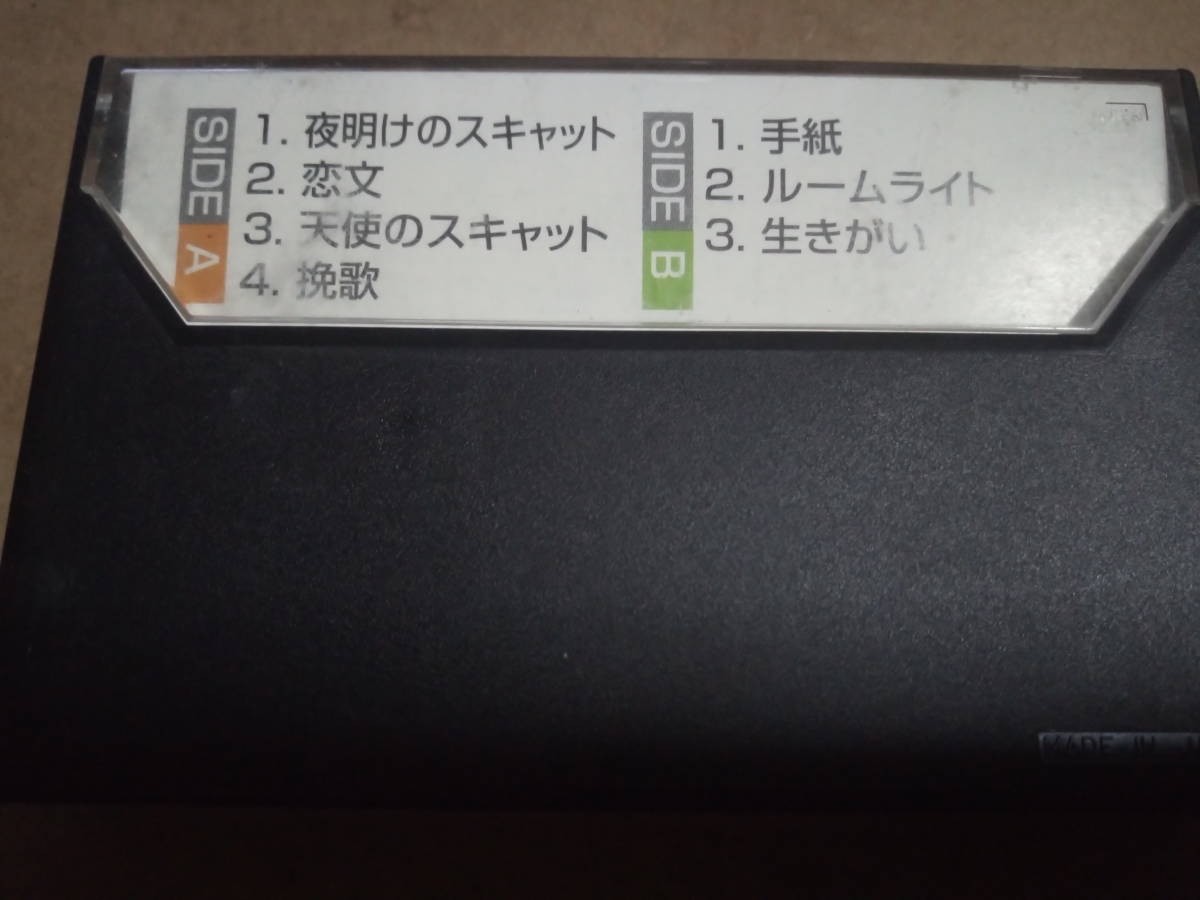 SIDE A
1. 夜明けのスキャット
2. 恋文
3. 天使のスキャット
4. 挽歌
SIDE B
1. 手紙
2. ルームライト
3. 生きがい
MADE IN